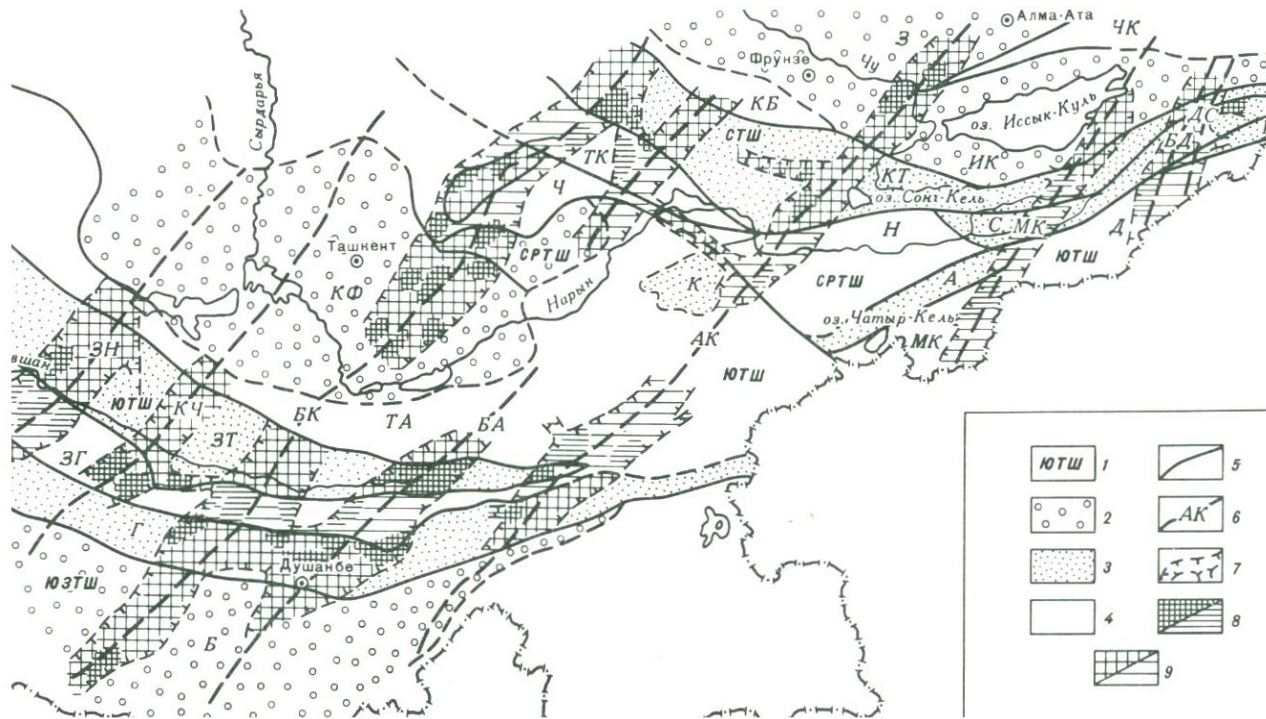 Алма-Ата
З
ЧК
Чу
Фрунзе
Сырдарья
КБ
оз. Иссык-Куль
СТШ
ДС
ТК
БД
ИК
КТ
Ч
оз. Сонг-Кель
Ташкент
СРТШ
Н
С. МК
Д
КФ
Нарын
К
СРТШ
А
ЮТШ
оз. Чатыр-Кель
ЗН
АК
МК
вшан
ЮТШ
ЮТШ
КЧ
БК
ТА
БА
ЗТ
ЗГ
Г
Душанбе
ЮЗТШ
Б
ЮТШ 1
5
2
АК 6
3
7
4
8
9